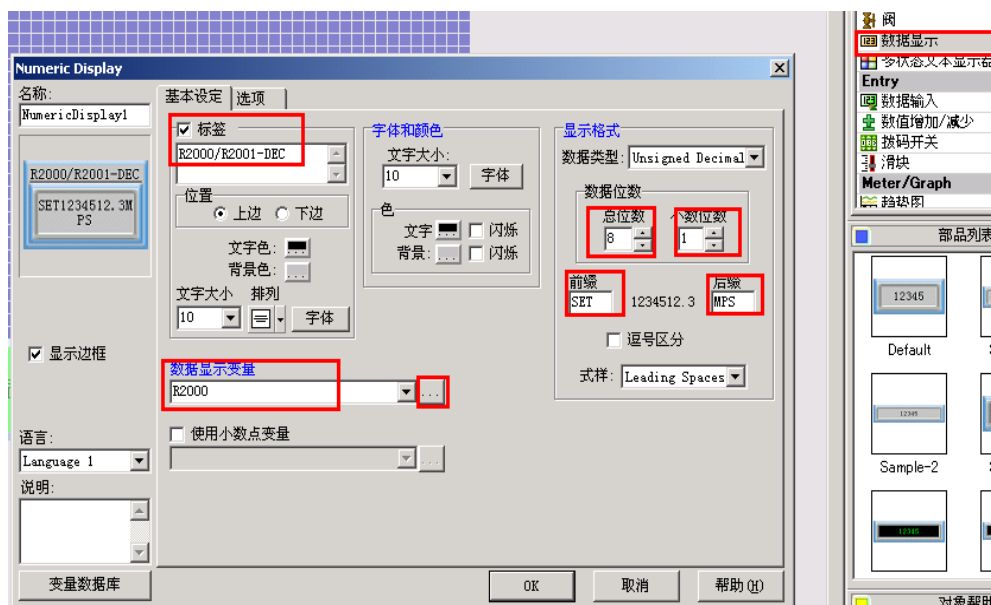 Numeric Display
名称:
NumericDisplay1
R2000/R2001-DEC
SET1234512.3M
PS
显示边框
语言:
Language 1
说明:
变量数据库
基本设定
选项
标签
R2000/R2001-DEC
位置
上边 下边
文字色:
背景色:
文字大小 排列
10 字体
字体和颜色
文字大小:
10 字体
色
文字 闪烁
背景: 闪烁
数据显示变量
R2000
...
使用小数点变量
...
显示格式
数据类型: Unsigned Decimal
数据位数
总位数 小数位数
8 1
前缀 后缀
SET 1234512.3 MPS
逗号区分
式样: Leading Spaces
OK 取消 帮助(H)
阀
数据显示
多状态文本显示器
Entry
数据输入
数值增加/减少
拨码开关
滑块
Meter/Graph
趋势图
部品列表
12345
Default
12345
Sample-2
12345
对象帮助